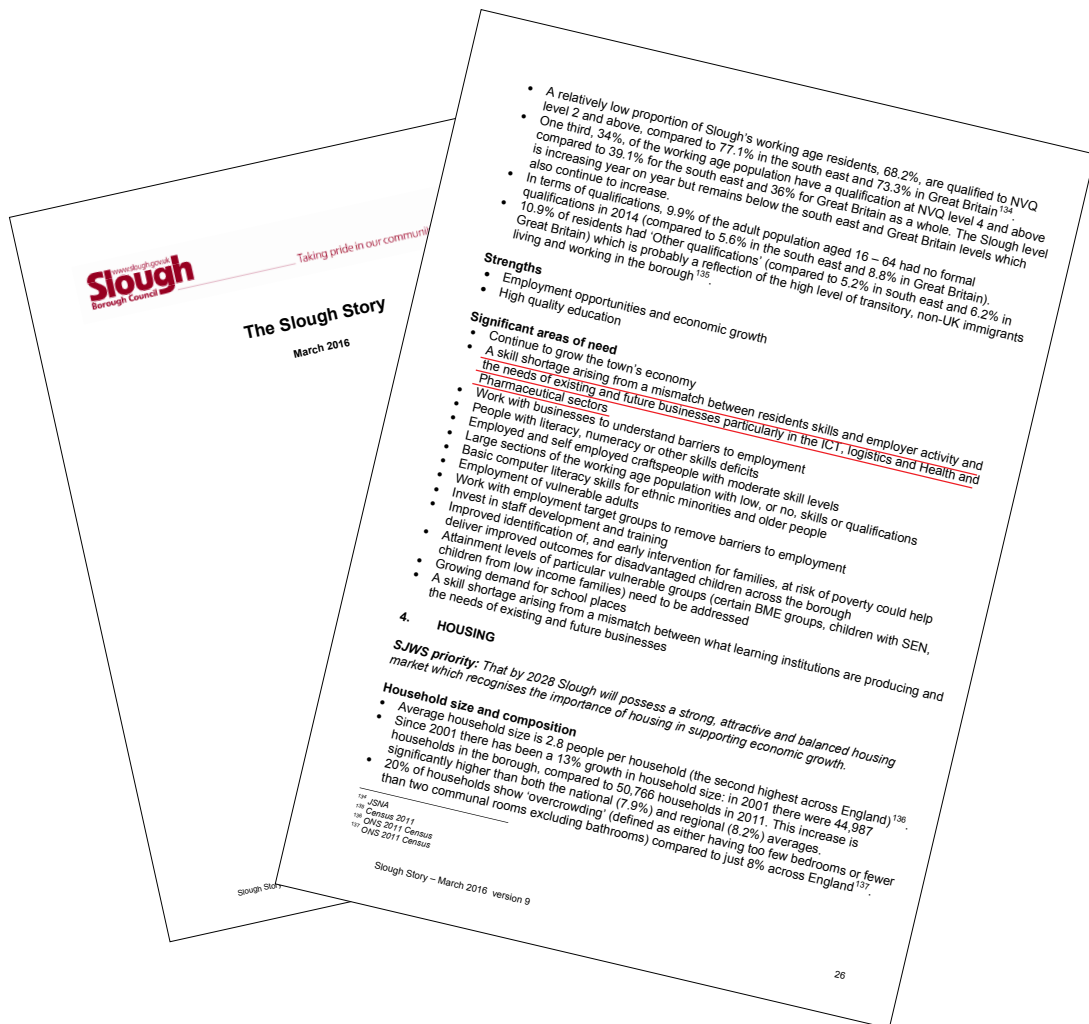 www.slough.gov.uk
Slough
Borough Council
Taking pride in our communi
The Slough Story
March 2016
Slough Story
• A relatively low proportion of Slough's working age residents, 68.2%, are qualified to NVQ
level 2 and above, compared to 77.1% in the south east and 73.3% in Great Britain¹³⁴.
• One third, 34%, of the working age population have a qualification at NVQ level 4 and above
compared to 39.1% for the south east and 36% for Great Britain as a whole. The Slough level
is increasing year on year but remains below the south east and Great Britain levels which
also continue to increase.
• In terms of qualifications, 9.9% of the adult population aged 16 – 64 had no formal
qualifications in 2014 (compared to 5.6% in the south east and 8.8% in Great Britain).
• 10.9% of residents had 'Other qualifications' (compared to 5.2% in south east and 6.2% in
Great Britain) which is probably a reflection of the high level of transitory, non-UK immigrants
living and working in the borough¹³⁵.
Strengths
• Employment opportunities and economic growth
• High quality education
Significant areas of need
• Continue to grow the town's economy
• A skill shortage arising from a mismatch between residents skills and employer activity and
the needs of existing and future businesses particularly in the ICT, logistics and Health and
Pharmaceutical sectors
• Work with businesses to understand barriers to employment
• People with literacy, numeracy or other skills deficits
• Employed and self employed craftspeople with moderate skill levels
• Large sections of the working age population with low, or no, skills or qualifications
• Basic computer literacy skills for ethnic minorities and older people
• Employment of vulnerable adults
• Work with employment target groups to remove barriers to employment
• Invest in staff development and training
• Improved identification of, and early intervention for families, at risk of poverty could help
deliver improved outcomes for disadvantaged children across the borough
• Attainment levels of particular vulnerable groups (certain BME groups, children with SEN,
children from low income families) need to be addressed
• Growing demand for school places
• A skill shortage arising from a mismatch between what learning institutions are producing and
the needs of existing and future businesses
4. HOUSING
SJWS priority: That by 2028 Slough will possess a strong, attractive and balanced housing
market which recognises the importance of housing in supporting economic growth.
Household size and composition
• Average household size is 2.8 people per household (the second highest across England)¹³⁶.
• Since 2001 there has been a 13% growth in household size: in 2001 there were 44,987
households in the borough, compared to 50,766 households in 2011. This increase is
significantly higher than both the national (7.9%) and regional (8.2%) averages.
• 20% of households show 'overcrowding' (defined as either having too few bedrooms or fewer
than two communal rooms excluding bathrooms) compared to just 8% across England¹³⁷.
¹³⁴ JSNA
¹³⁵ Census 2011
¹³⁶ ONS 2011 Census
¹³⁷ ONS 2011 Census
Slough Story – March 2016 version 9
26